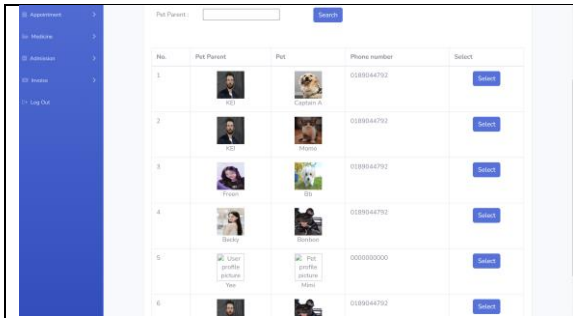 Appointment
Pet Parent :
Search
Medicine
Admission
No. Pet Parent Pet Phone number Select
Invoice
1 0189044792 Select
Log Out
KEI Captain A
2 0189044792 Select
KEI Momo
3 0189044792 Select
Freen Bb
4 0189044792 Select
Becky Bonbon
5 User profile picture Pet profile picture 0000000000 Select
Yee Mimi
6 0189044792 Select